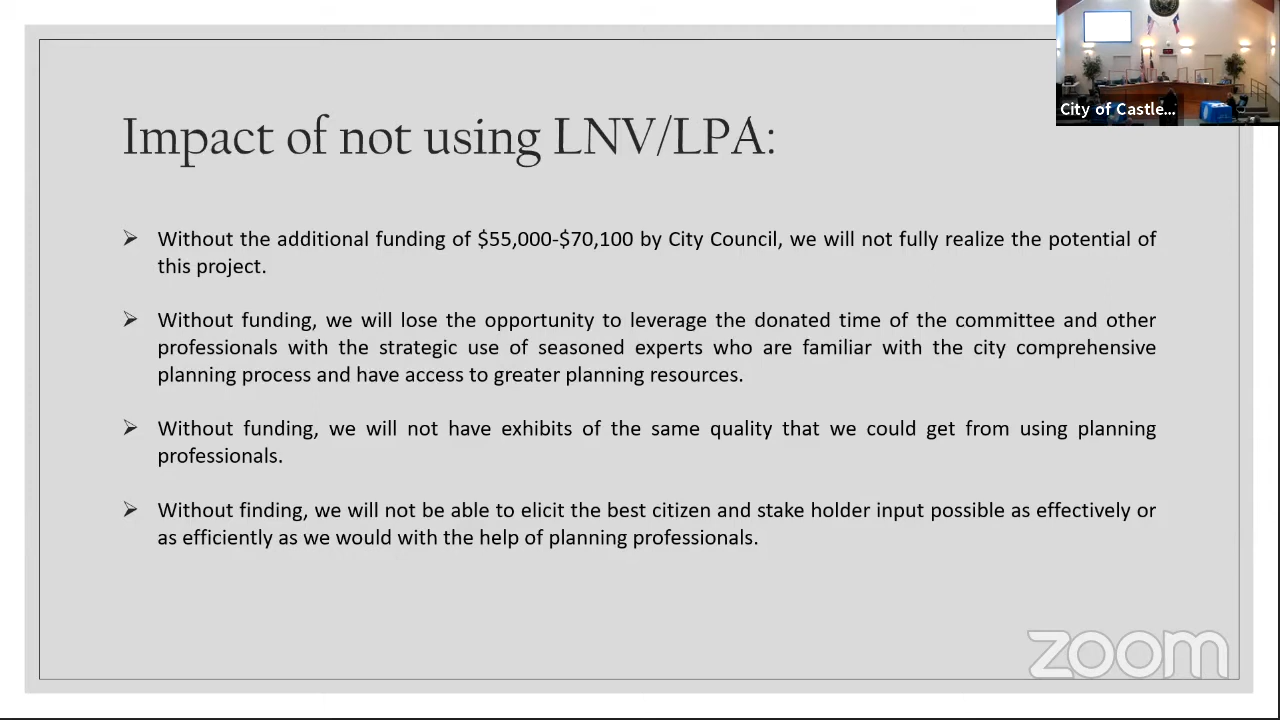 City of Castle...
Impact of not using LNV/LPA:
Without the additional funding of $55,000-$70,100 by City Council, we will not fully realize the potential of
this project.
Without funding, we will lose the opportunity to leverage the donated time of the committee and other
professionals with the strategic use of seasoned experts who are familiar with the city comprehensive
planning process and have access to greater planning resources.
Without funding, we will not have exhibits of the same quality that we could get from using planning
professionals.
Without finding, we will not be able to elicit the best citizen and stake holder input possible as effectively or
as efficiently as we would with the help of planning professionals.
zoom